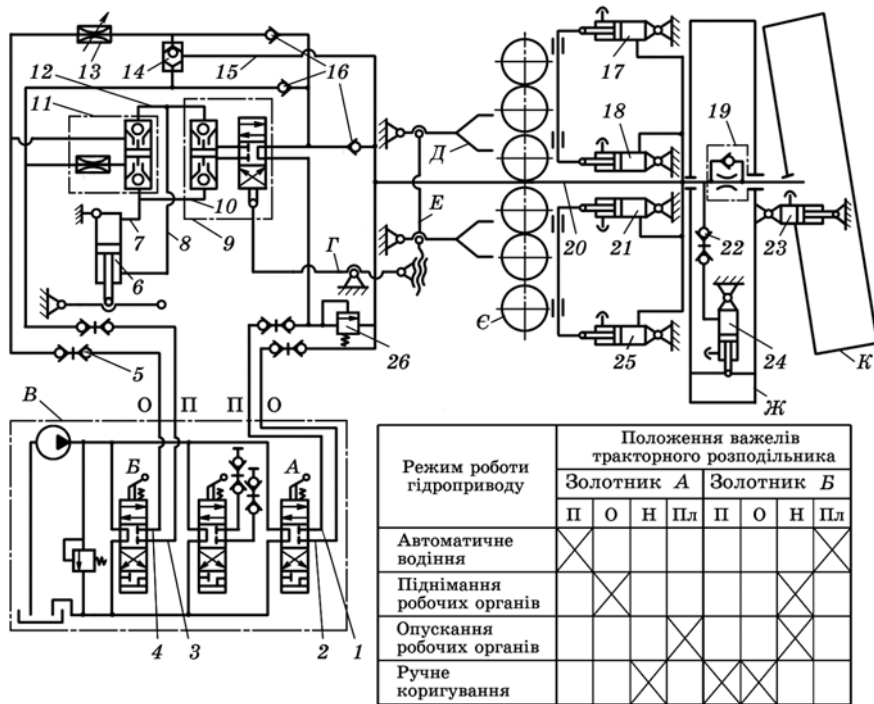 13
14
15
16
12
11
10
9
7
8
6
5
Г
Д
Е
Є
17
18
19
20
21
22
23
24
25
26
Ж
К
В
О П П О
Б
А
4
3
2
1
Режим роботи
гідроприводу
Положення важелів
тракторного розподільника
Золотник А
Золотник Б
П О Н Пл П О Н Пл
Автоматичне
водіння
Піднімання
робочих органів
Опускання
робочих органів
Ручне
коригування